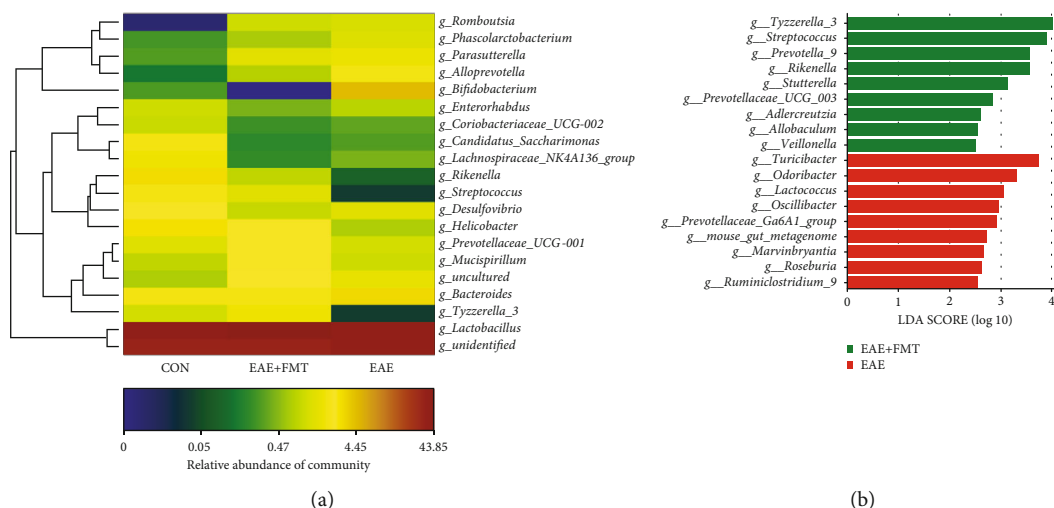 g_Romboutsia
g_Phascolarctobacterium
g_Parasutterella
g_Alloprevotella
g_Bifidobacterium
g_Enterorhabdus
g_Coriobacteriaceae_UCG-002
g_Candidatus_Saccharimonas
g_Lachnospiraceae_NK4A136_group
g_Rikenella
g_Streptococcus
g_Desulfovibrio
g_Helicobacter
g_Prevotellaceae_UCG-001
g_Mucispirillum
g_uncultured
g_Bacteroides
g_Tyzzerella_3
g_Lactobacillus
g_unidentified
CON EAE+FMT EAE
0 0.05 0.47 4.45 43.85
Relative abundance of community
(a)
g__Tyzzerella_3
g__Streptococcus
g__Prevotella_9
g__Rikenella
g__Stutterella
g__Prevotellaceae_UCG_003
g__Adlercreutzia
g__Allobaculum
g__Veillonella
g__Turicibacter
g__Odoribacter
g__Lactococcus
g__Oscillibacter
g__Prevotellaceae_Ga6A1_group
g__mouse_gut_metagenome
g__Marvinbryantia
g__Roseburia
g__Ruminiclostridium_9
0 1 2 3 4
LDA SCORE (log 10)
EAE+FMT
EAE
(b)